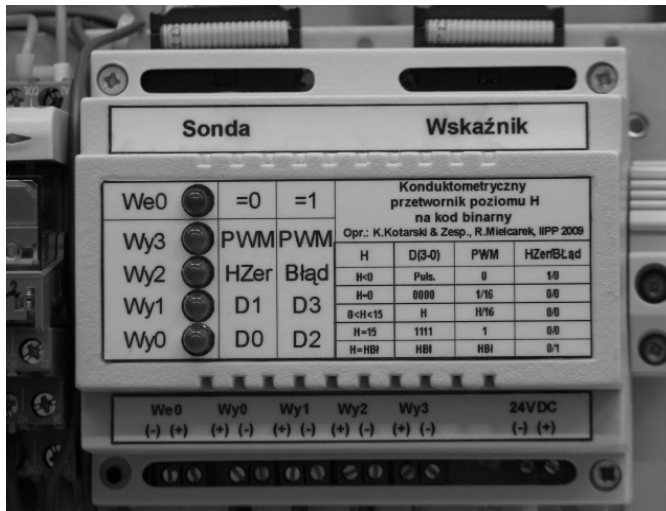 Sonda Wskaźnik
We0 =0 =1
Wy3 PWM PWM
Wy2 HZer Błąd
Wy1 D1 D3
Wy0 D0 D2
Konduktometryczny
przetwornik poziomu H
na kod binarny
Opr.: K.Kotarski & Zesp., R.Mielcarek, IIPP 2009
H D(3-0) PWM HZer/BŁąd
H<0 Puls. 0 1/0
H=0 0000 1/16 0/0
0<H<15 H H/16 0/0
H=15 1111 1 0/0
H=HBł HBł HBł 0/1
We0 Wy0 Wy1 Wy2 Wy3 24VDC
(-) (+) (+) (-) (+) (-) (+) (-) (+) (-) (-) (+)